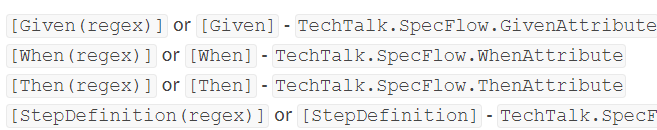 [Given(regex)] or [Given] - TechTalk.SpecFlow.GivenAttribute
[When(regex)] or [When] - TechTalk.SpecFlow.WhenAttribute
[Then(regex)] or [Then] - TechTalk.SpecFlow.ThenAttribute
[StepDefinition(regex)] or [StepDefinition] - TechTalk.SpecF